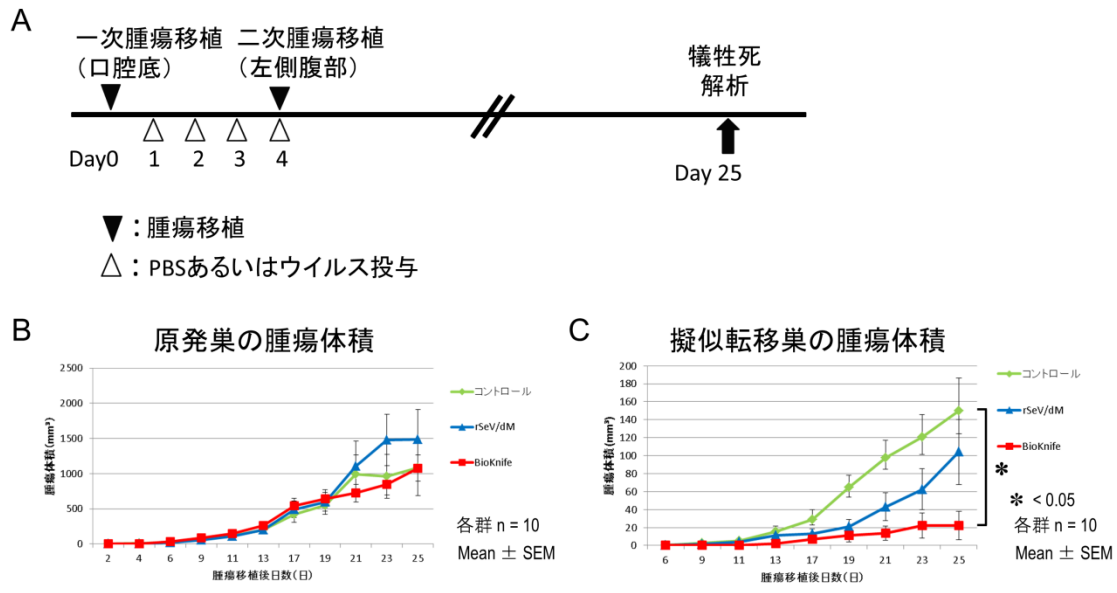 A
一次腫瘍移植
(口腔底)
二次腫瘍移植
(左側腹部)
犠牲死
解析
Day0 1 2 3 4
Day 25
▼:腫瘍移植
△:PBSあるいはウイルス投与
B
原発巣の腫瘍体積
2500
2000
1500
1000
500
0
腫瘍体積(mm³)
2 4 6 9 11 13 17 19 21 23 25
腫瘍移植後日数(日)
コントロール
rSeV/dM
BioKnife
各群 n = 10
Mean ± SEM
C
擬似転移巣の腫瘍体積
200
180
160
140
120
100
80
60
40
20
0
腫瘍体積(mm³)
6 9 11 13 17 19 21 23 25
腫瘍移植後日数(日)
コントロール
rSeV/dM
BioKnife
*
* < 0.05
各群 n = 10
Mean ± SEM